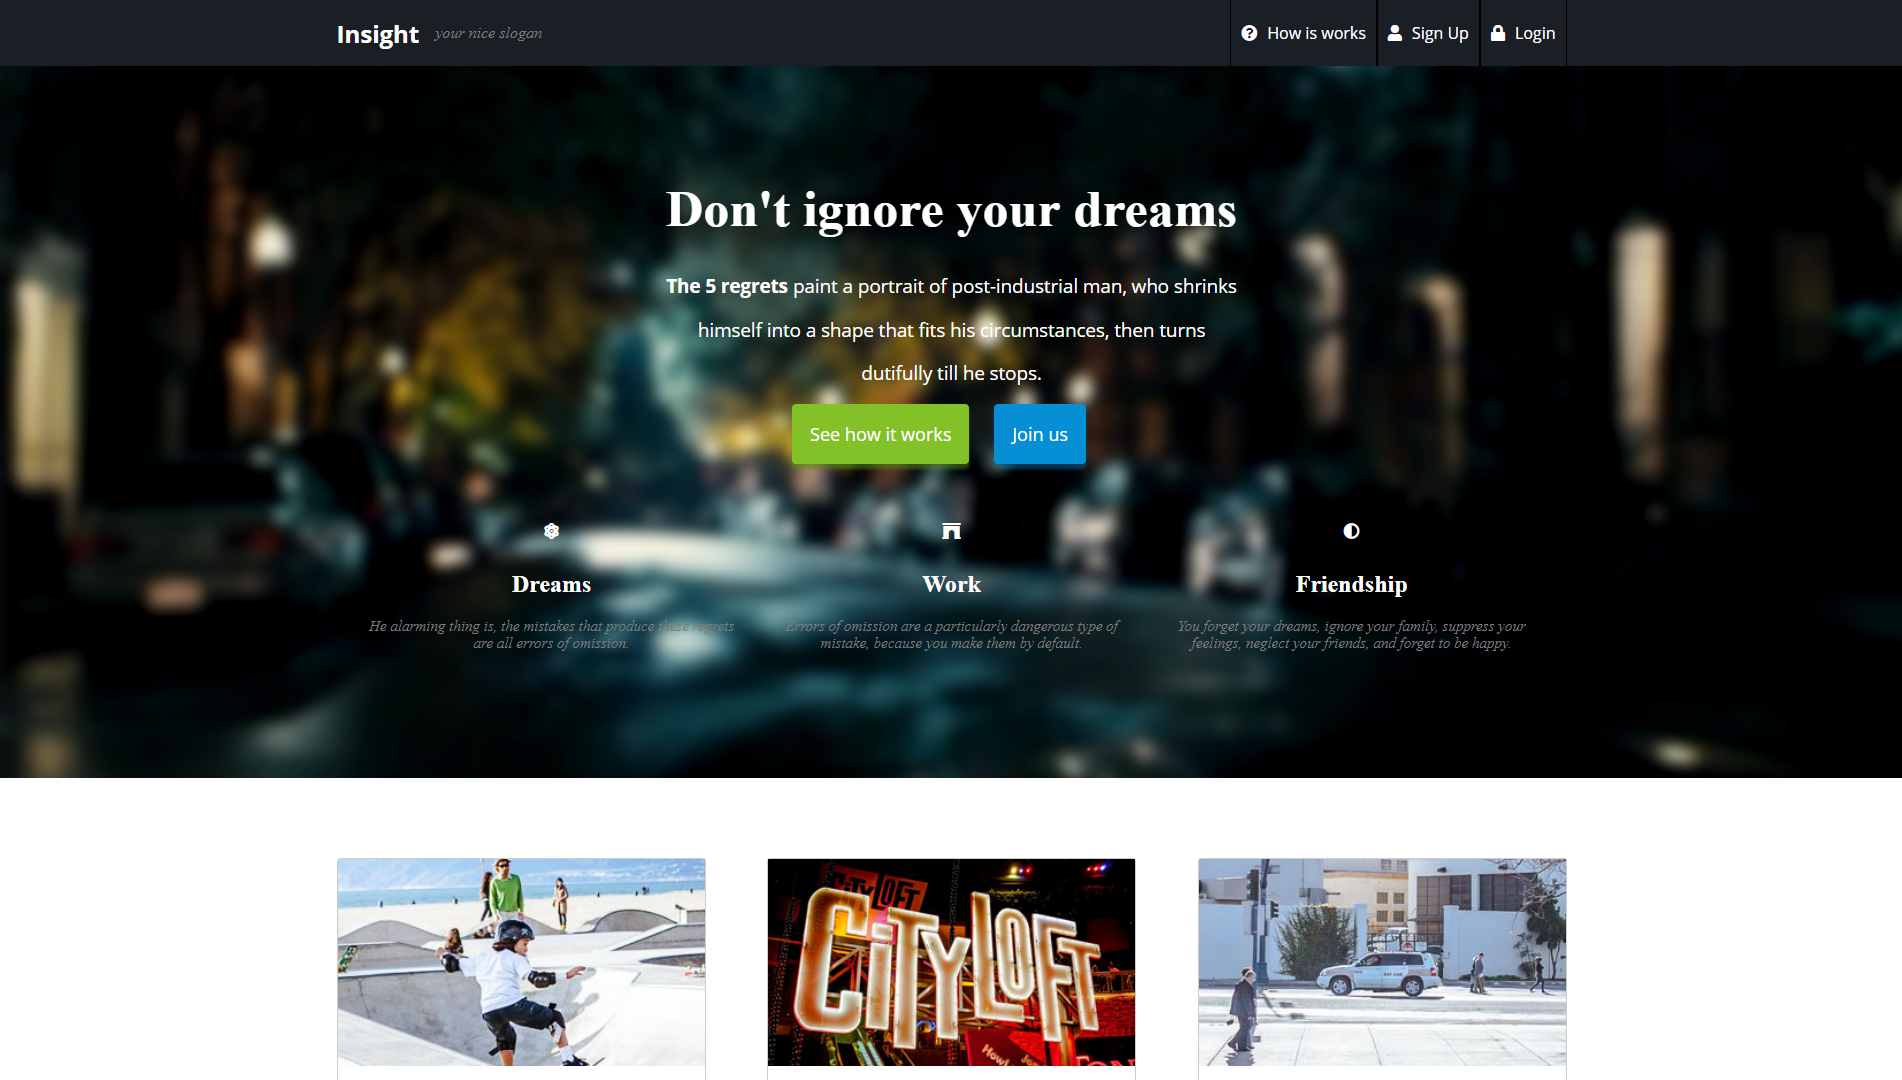 Insight your nice slogan
How is works
Sign Up
Login
Don't ignore your dreams
The 5 regrets paint a portrait of post-industrial man, who shrinks
himself into a shape that fits his circumstances, then turns
dutifully till he stops.
See how it works
Join us
Dreams
He alarming thing is, the mistakes that produce these regrets
are all errors of omission.
Work
Errors of omission are a particularly dangerous type of
mistake, because you make them by default.
Friendship
You forget your dreams, ignore your family, suppress your
feelings, neglect your friends, and forget to be happy.
CITYLOFT
CITYLOFT